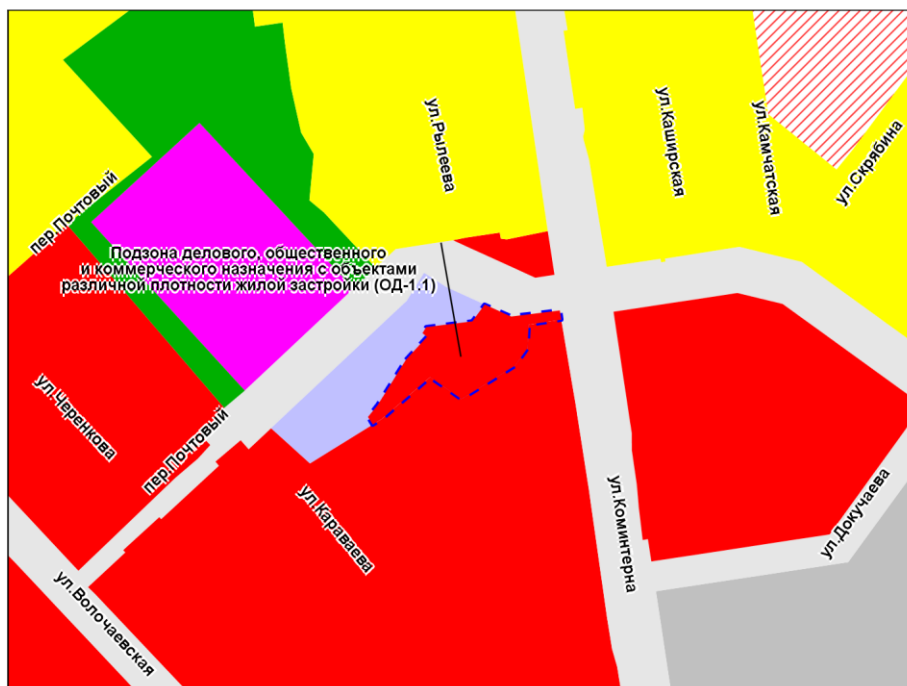 ул.Рылеева
ул.Каширская
ул.Камчатская
ул.Скрябина
пер.Почтовый
Подзона делового, общественного
и коммерческого назначения с объектами
различной плотности жилой застройки (ОД-1.1)
ул.Черенкова
пер.Почтовый
ул.Караваева
ул.Коминтерна
ул.Докучаева
ул.Волочаевская